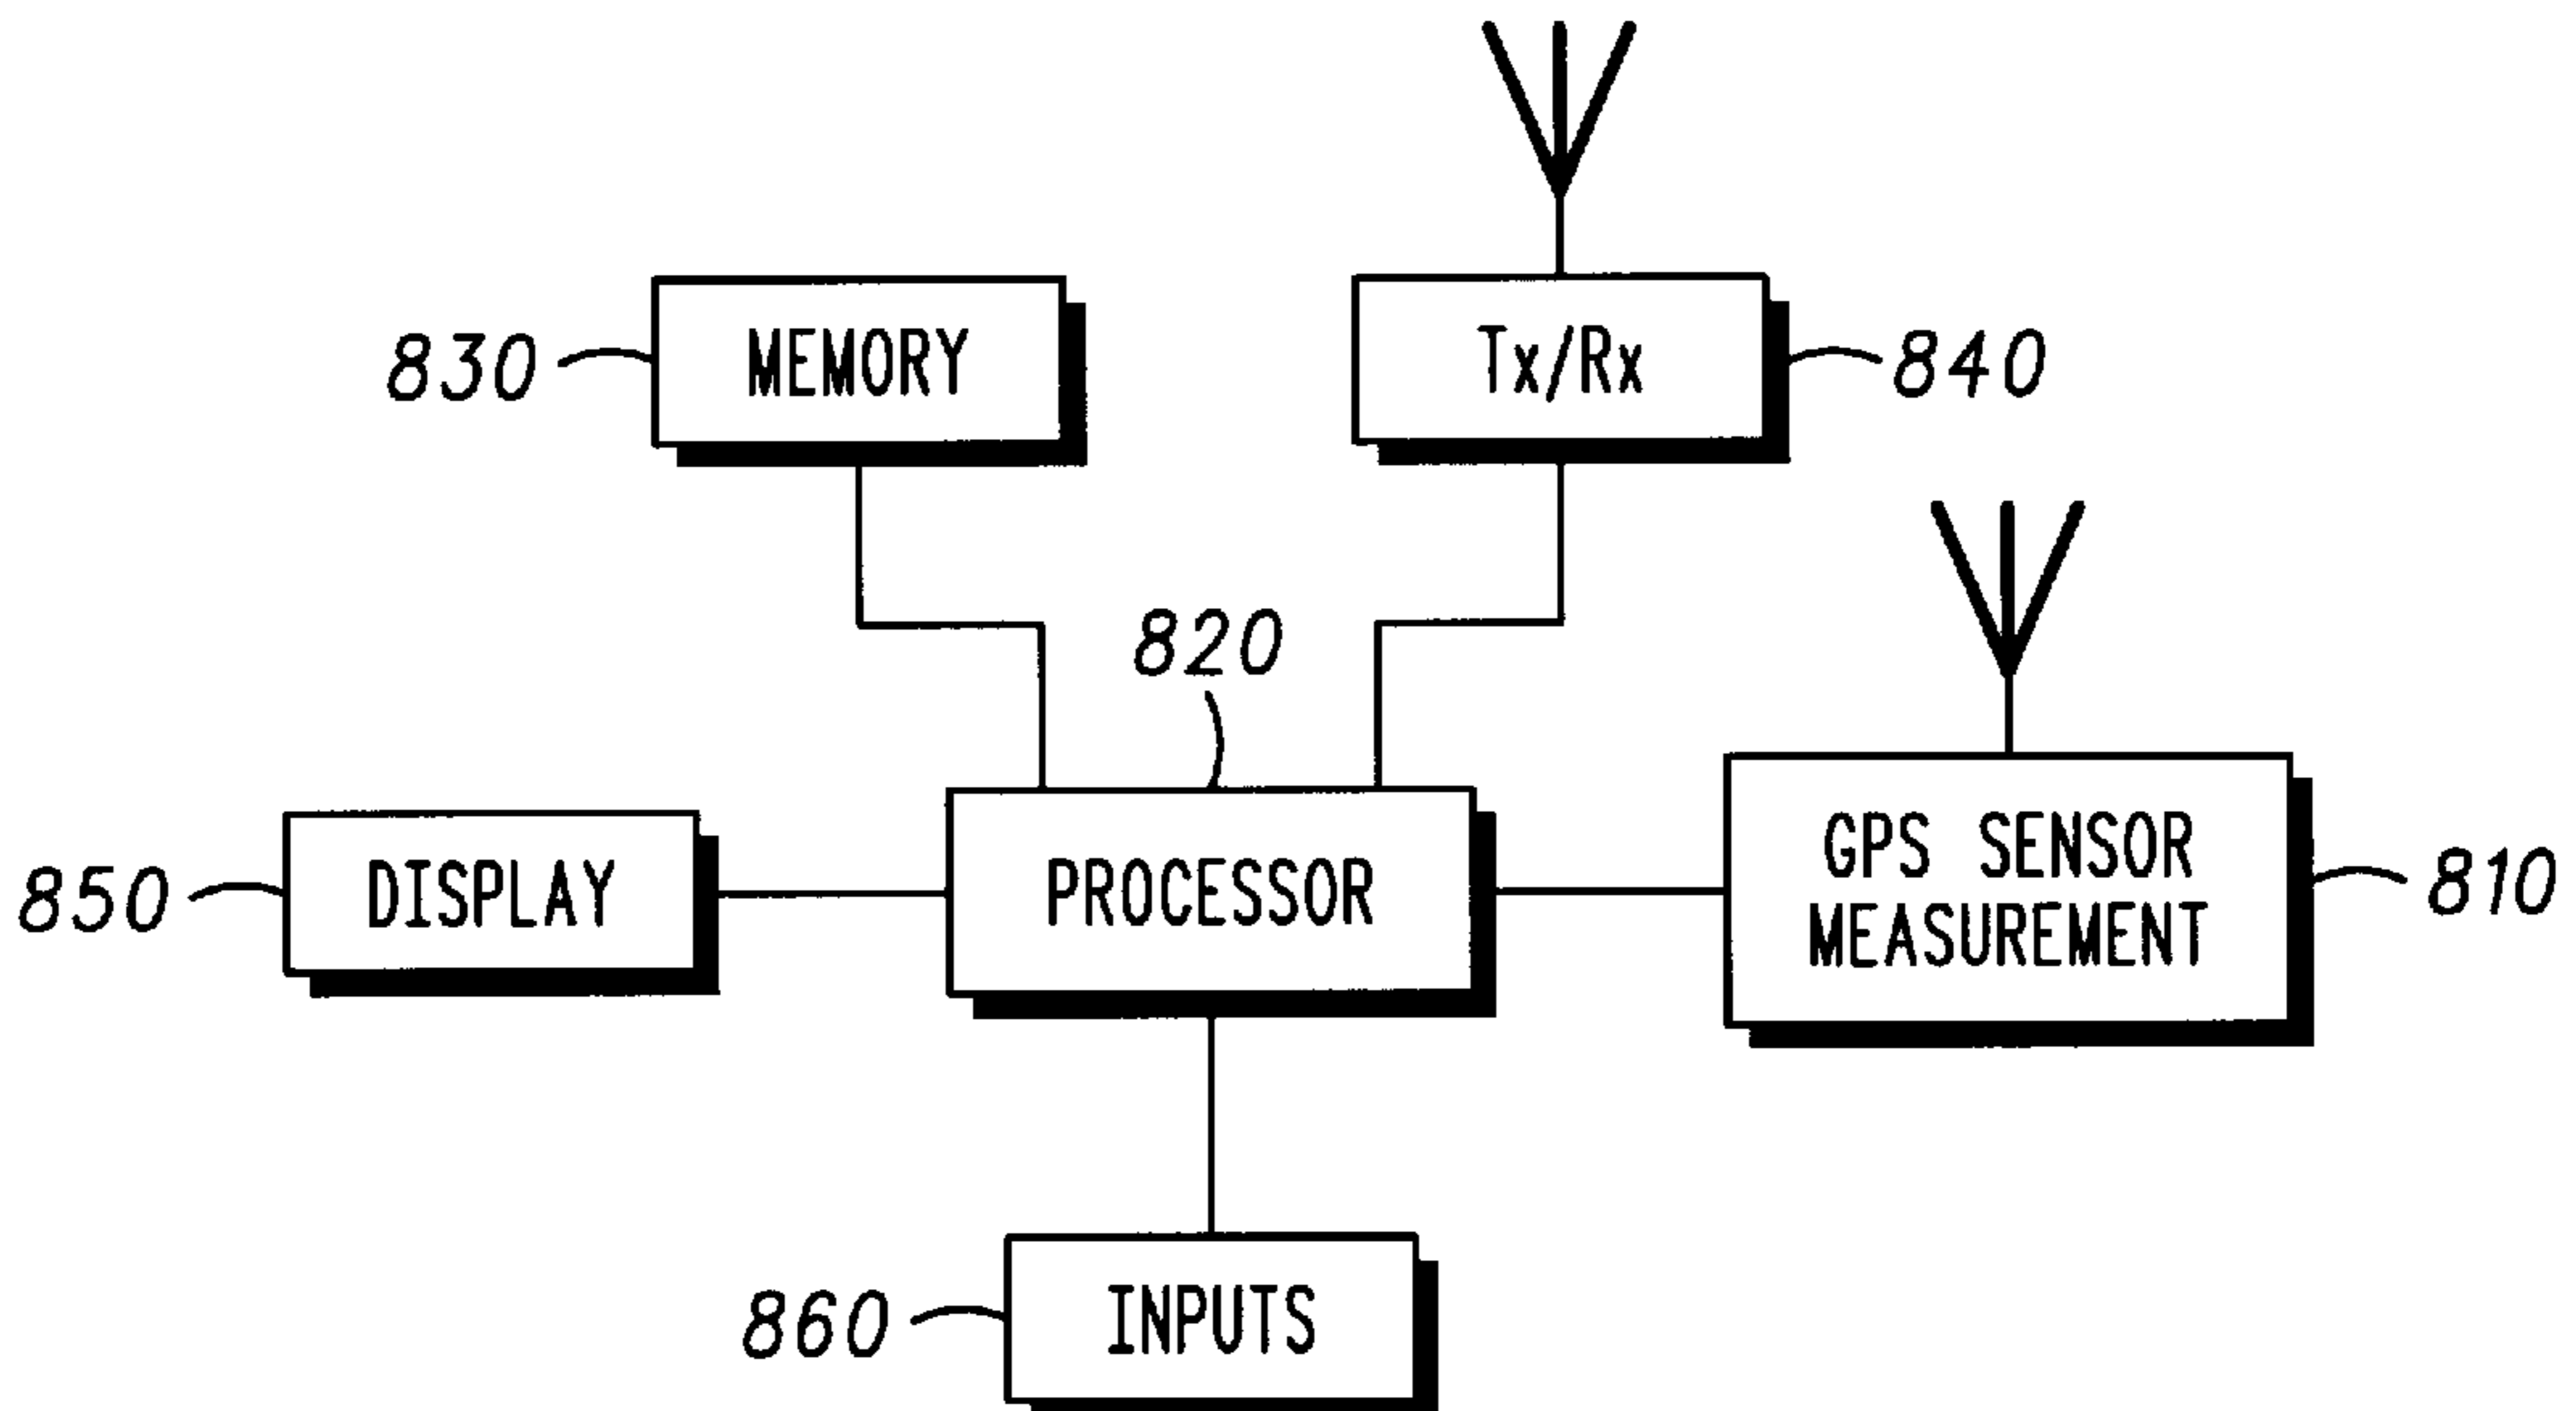 830
MEMORY
Tx/Rx
840
820
850
DISPLAY
PROCESSOR
GPS SENSOR
MEASUREMENT
810
860
INPUTS